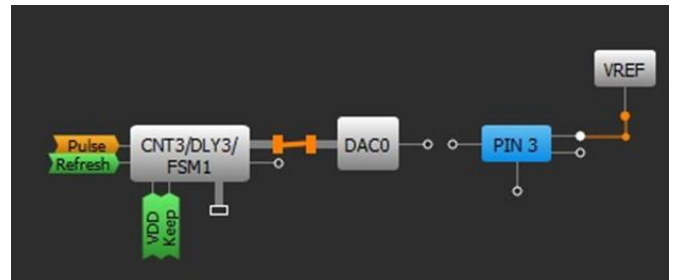 VREF
Pulse
Refresh
CNT3/DLY3/
FSM1
DAC0
PIN 3
VDD
Keep